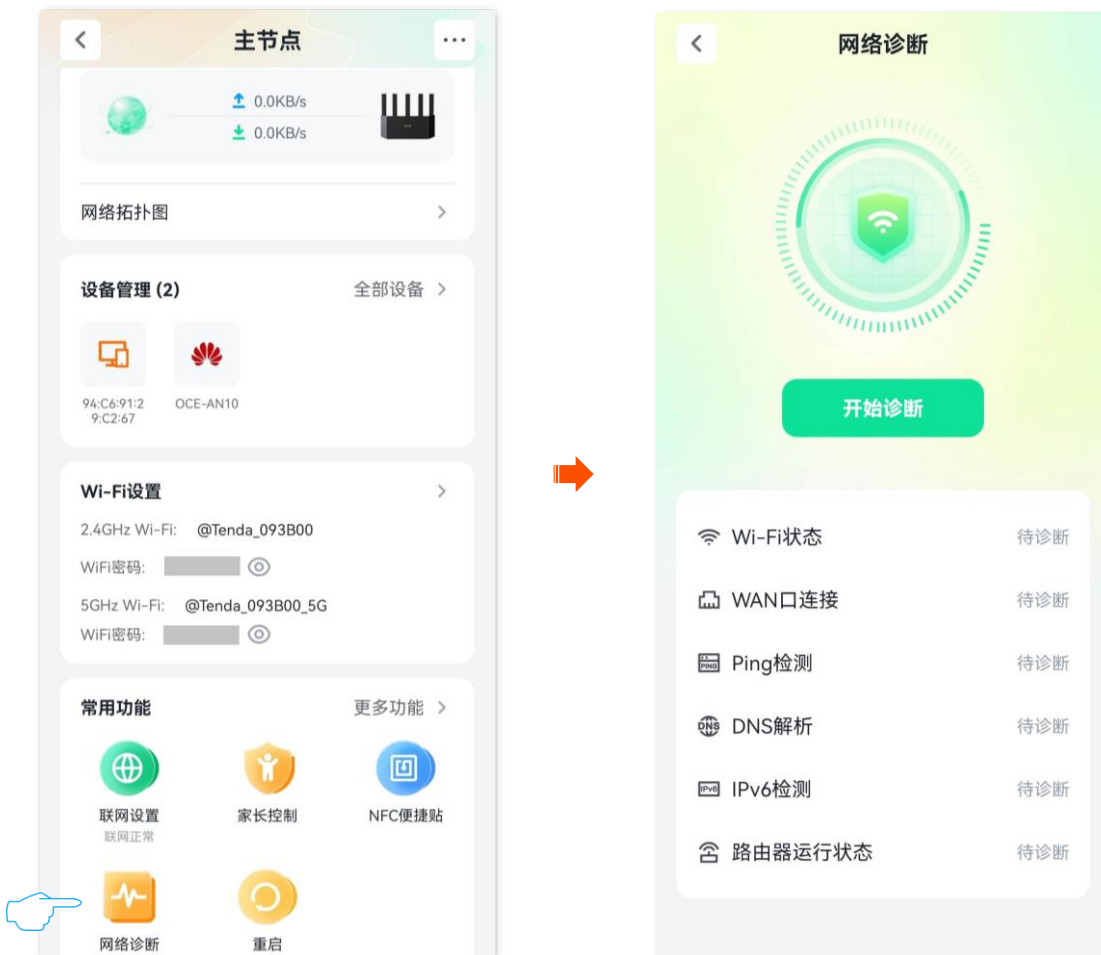 主节点
0.0KB/s
0.0KB/s
网络拓扑图
设备管理 (2)
全部设备
94:C6:91:2
9:C2:67
OCE-AN10
Wi-Fi设置
2.4GHz Wi-Fi: @Tenda_093B00
WiFi密码:
5GHz Wi-Fi: @Tenda_093B00_5G
WiFi密码:
常用功能
更多功能
联网设置
联网正常
家长控制
NFC便捷贴
网络诊断
重启
网络诊断
开始诊断
Wi-Fi状态
待诊断
WAN口连接
待诊断
PING
Ping检测
待诊断
DNS
DNS解析
待诊断
IPv6
IPv6检测
待诊断
路由器运行状态
待诊断